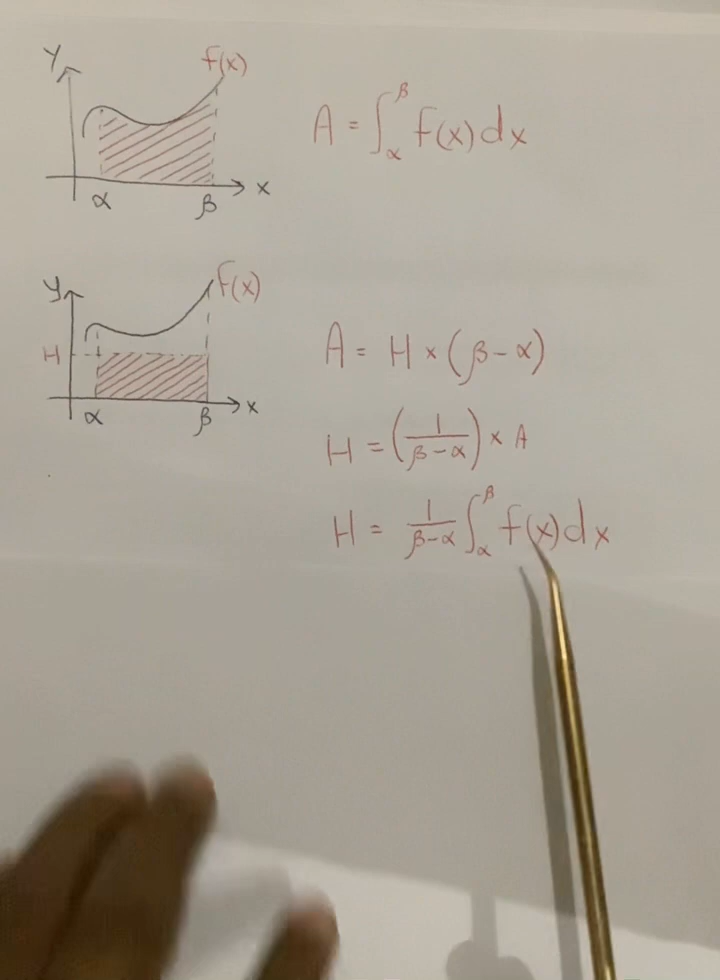 Y
f(x)
A = ∫_α^β f(x) dx
α β x
y
f(x)
H
A = H × (β - α)
α β x
H = (1/(β - α)) × A
H = 1/(β-α) ∫_α^β f(x) dx